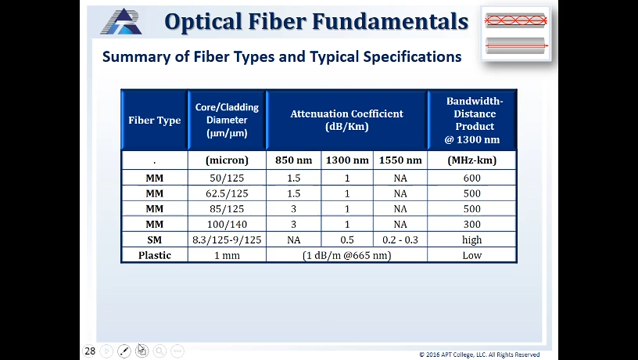 Optical Fiber Fundamentals
Summary of Fiber Types and Typical Specifications
Fiber Type Core/Cladding Diameter (µm/µm) Attenuation Coefficient (dB/Km) Bandwidth-Distance Product @ 1300 nm
. (micron) 850 nm 1300 nm 1550 nm (MHz-km)
MM 50/125 1.5 1 NA 600
MM 62.5/125 1.5 1 NA 500
MM 85/125 3 1 NA 500
MM 100/140 3 1 NA 300
SM 8.3/125-9/125 NA 0.5 0.2 - 0.3 high
Plastic 1 mm (1 dB/m @665 nm) Low
28
© 2016 APT College, LLC. All Rights Reserved